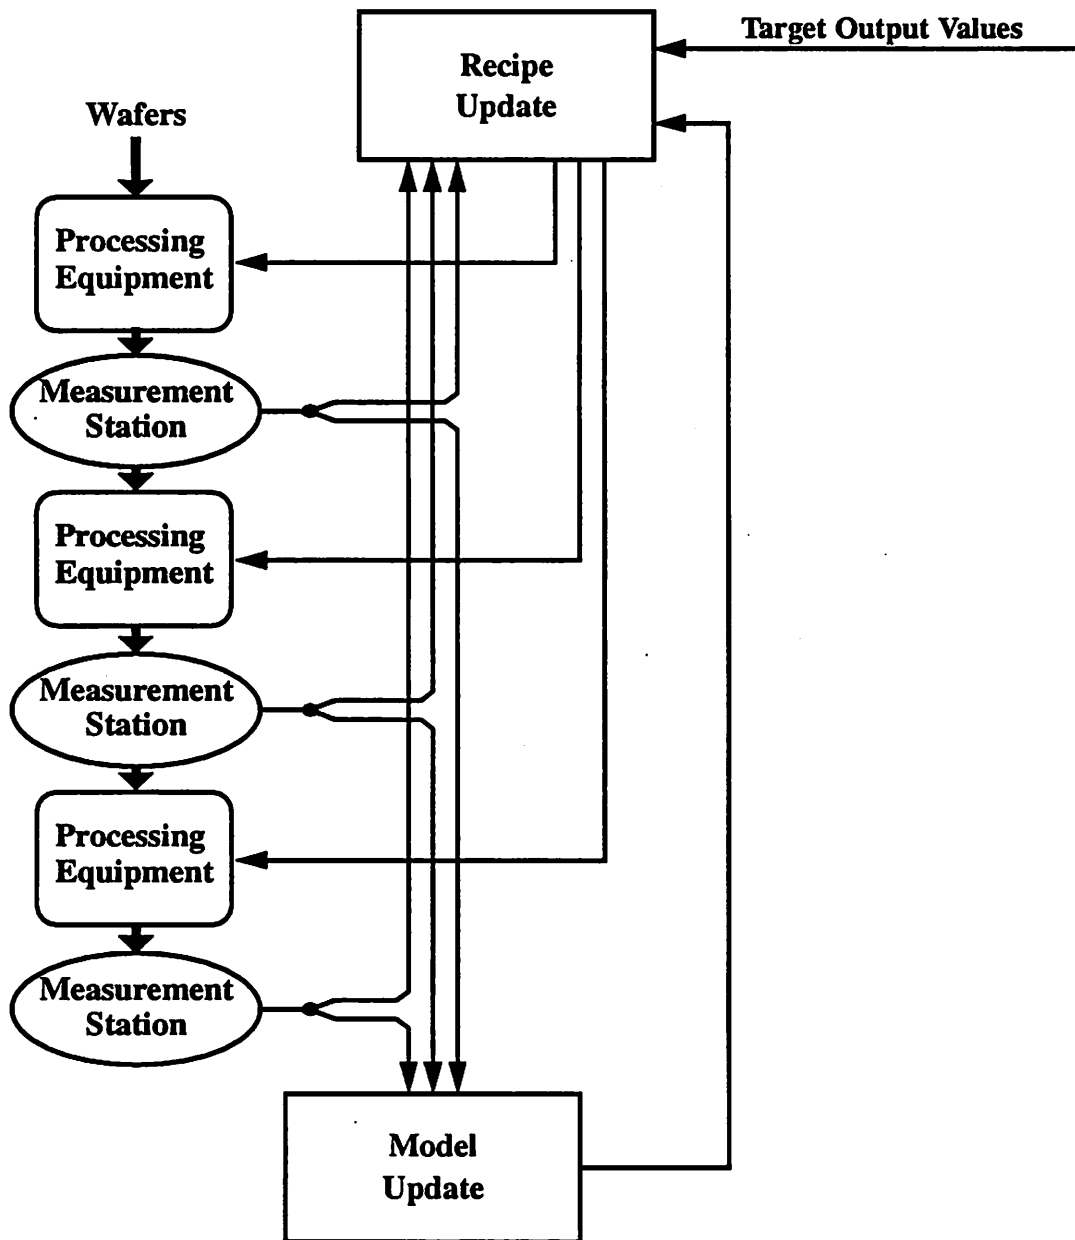 Target Output Values
Recipe
Update
Wafers
Processing
Equipment
Measurement
Station
Processing
Equipment
Measurement
Station
Processing
Equipment
Measurement
Station
Model
Update